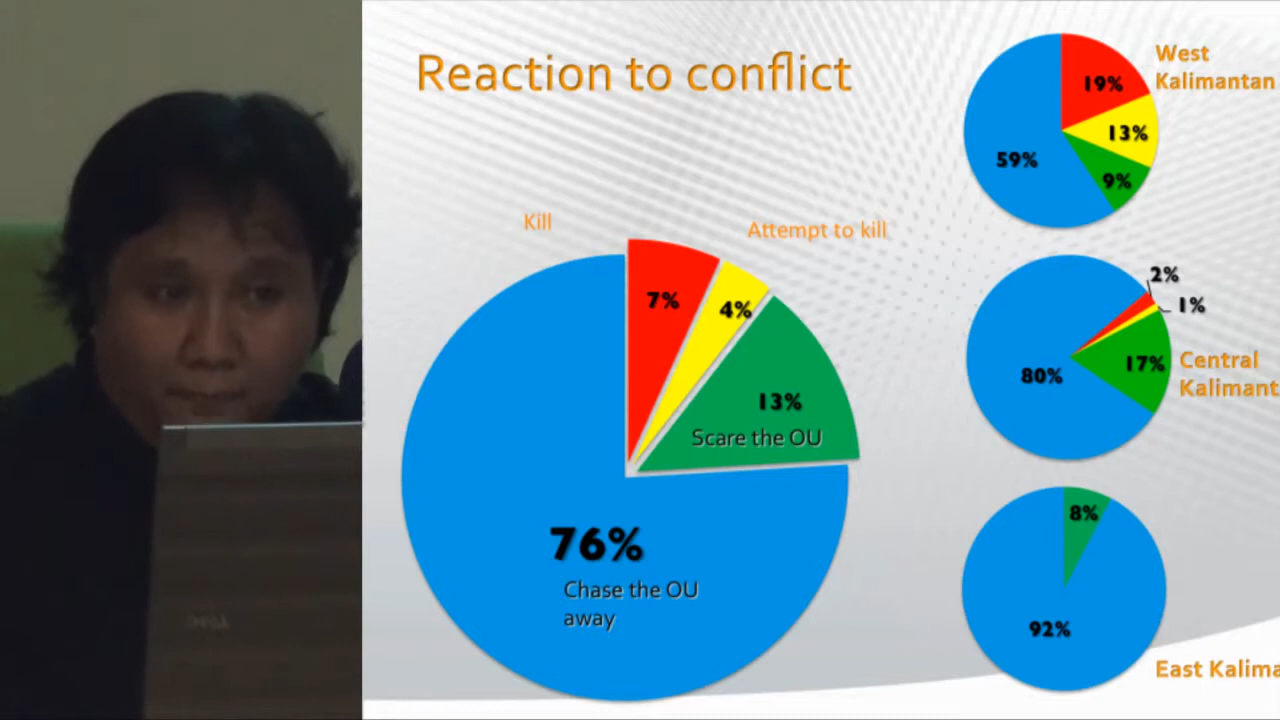 Reaction to conflict
Kill
Attempt to kill
7%
4%
13%
Scare the OU
76%
Chase the OU
away
West
Kalimantan
19%
13%
59%
9%
2%
1%
Central
Kalimant
17%
80%
8%
92%
East Kalima
DELL